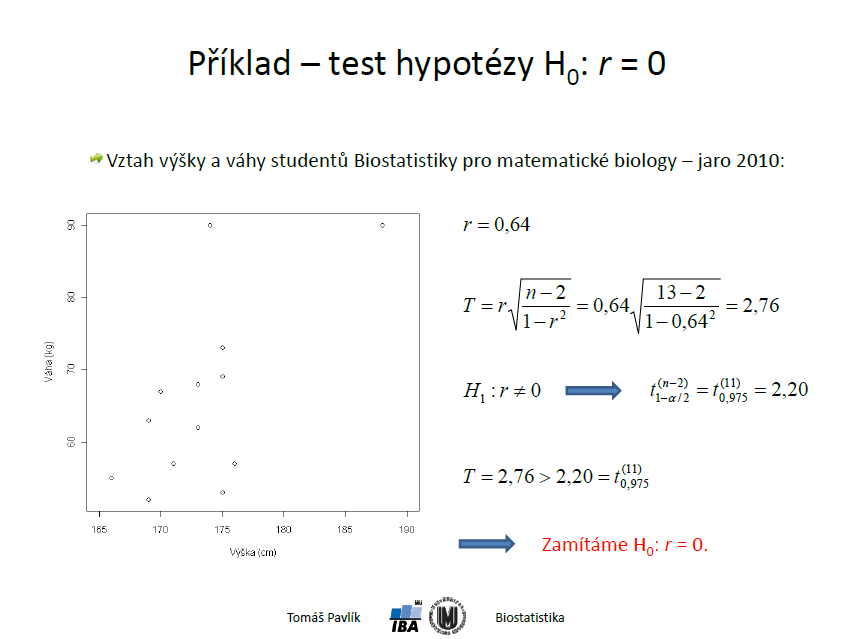 Příklad – test hypotézy H₀: r = 0
Vztah výšky a váhy studentů Biostatistiky pro matematické biology – jaro 2010:
90
80
70
60
Váha (kg)
165 170 175 180 185 190
Výška (cm)
r = 0,64
T = r√((n − 2)/(1 − r²)) = 0,64√((13 − 2)/(1 − 0,64²)) = 2,76
H₁ : r ≠ 0 t₁₋α/₂⁽ⁿ⁻²⁾ = t₀,₉₇₅⁽¹¹⁾ = 2,20
T = 2,76 > 2,20 = t₀,₉₇₅⁽¹¹⁾
Zamítáme H₀: r = 0.
Tomáš Pavlík IBA Biostatistika